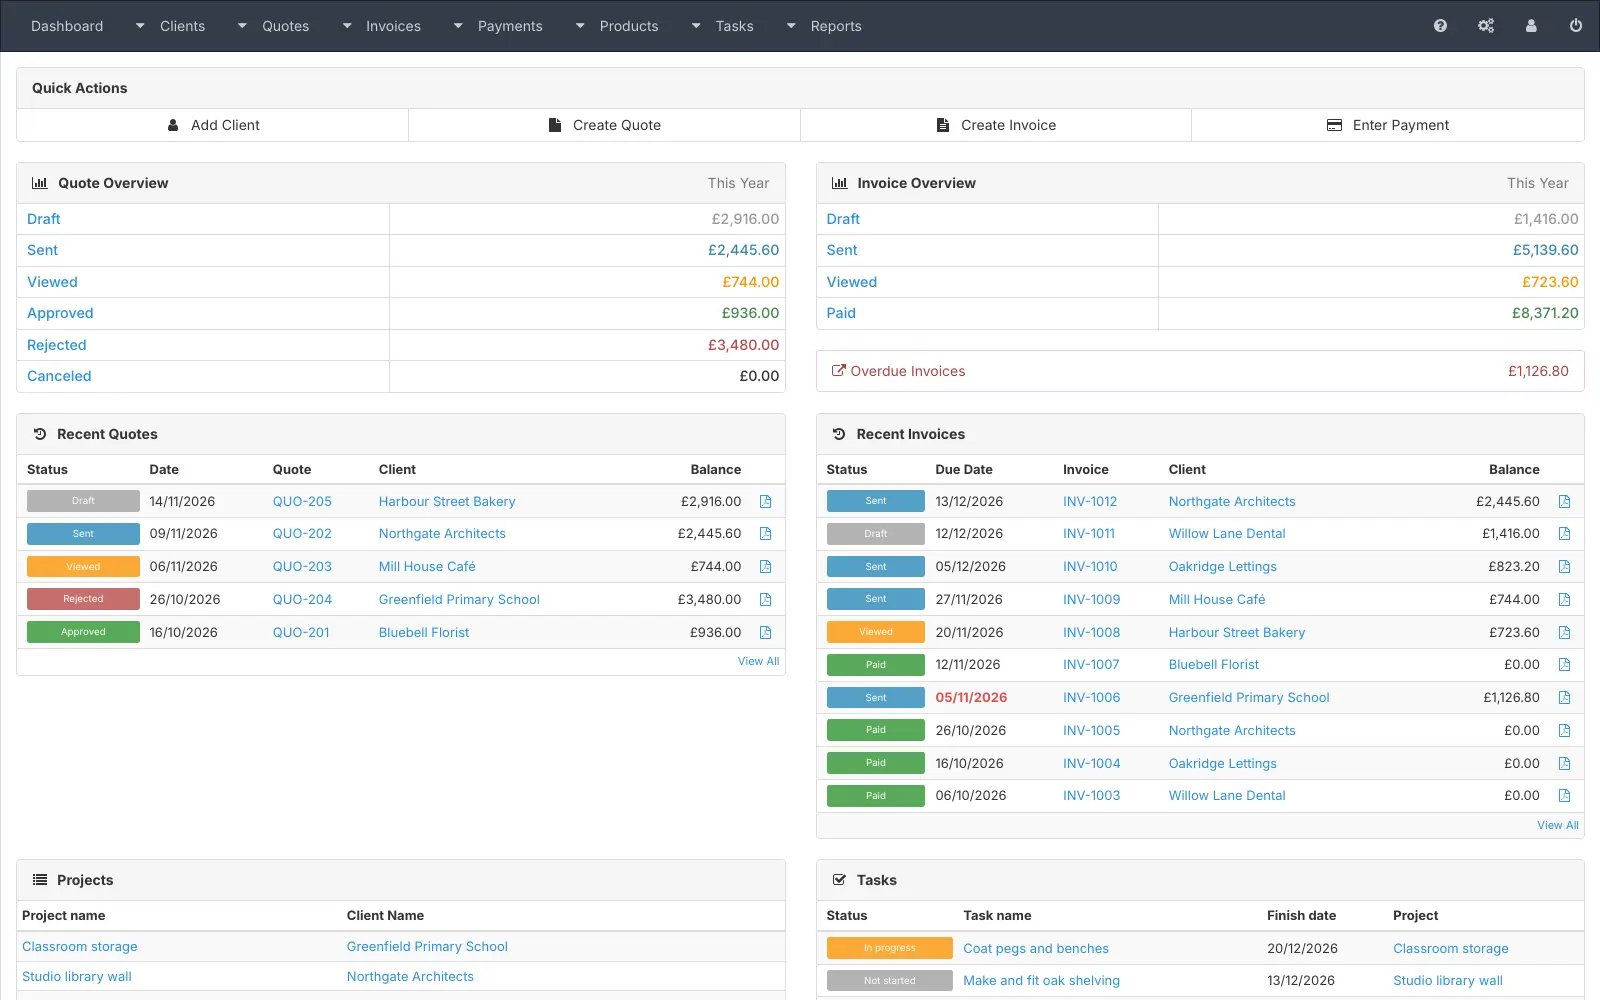 Dashboard Clients Quotes Invoices Payments Products Tasks Reports
Quick Actions
Add Client Create Quote Create Invoice Enter Payment
Quote Overview This Year
Draft £2,916.00
Sent £2,445.60
Viewed £744.00
Approved £936.00
Rejected £3,480.00
Canceled £0.00
Invoice Overview This Year
Draft £1,416.00
Sent £5,139.60
Viewed £723.60
Paid £8,371.20
Overdue Invoices £1,126.80
Recent Quotes
Status Date Quote Client Balance
Draft 14/11/2026 QUO-205 Harbour Street Bakery £2,916.00
Sent 09/11/2026 QUO-202 Northgate Architects £2,445.60
Viewed 06/11/2026 QUO-203 Mill House Café £744.00
Rejected 26/10/2026 QUO-204 Greenfield Primary School £3,480.00
Approved 16/10/2026 QUO-201 Bluebell Florist £936.00
View All
Recent Invoices
Status Due Date Invoice Client Balance
Sent 13/12/2026 INV-1012 Northgate Architects £2,445.60
Draft 12/12/2026 INV-1011 Willow Lane Dental £1,416.00
Sent 05/12/2026 INV-1010 Oakridge Lettings £823.20
Sent 27/11/2026 INV-1009 Mill House Café £744.00
Viewed 20/11/2026 INV-1008 Harbour Street Bakery £723.60
Paid 12/11/2026 INV-1007 Bluebell Florist £0.00
Sent 05/11/2026 INV-1006 Greenfield Primary School £1,126.80
Paid 26/10/2026 INV-1005 Northgate Architects £0.00
Paid 16/10/2026 INV-1004 Oakridge Lettings £0.00
Paid 06/10/2026 INV-1003 Willow Lane Dental £0.00
View All
Projects
Project name Client Name
Classroom storage Greenfield Primary School
Studio library wall Northgate Architects
Tasks
Status Task name Finish date Project
In progress Coat pegs and benches 20/12/2026 Classroom storage
Not started Make and fit oak shelving 13/12/2026 Studio library wall